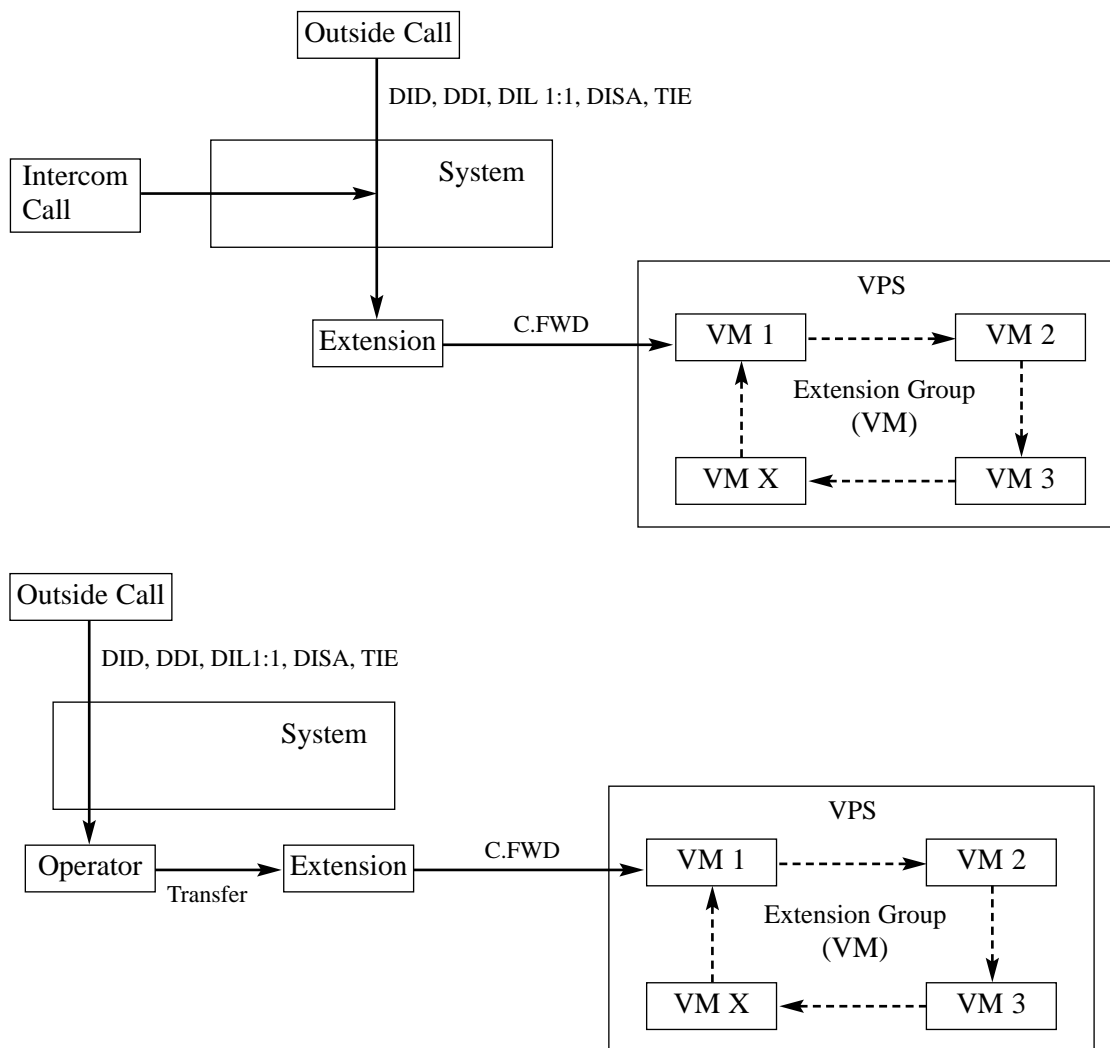 Outside Call
DID, DDI, DIL 1:1, DISA, TIE
System
Intercom
Call
VPS
Extension
C.FWD
VM 1
VM 2
Extension Group
(VM)
VM X
VM 3
Outside Call
DID, DDI, DIL1:1, DISA, TIE
System
VPS
Operator
Transfer
Extension
C.FWD
VM 1
VM 2
Extension Group
(VM)
VM X
VM 3